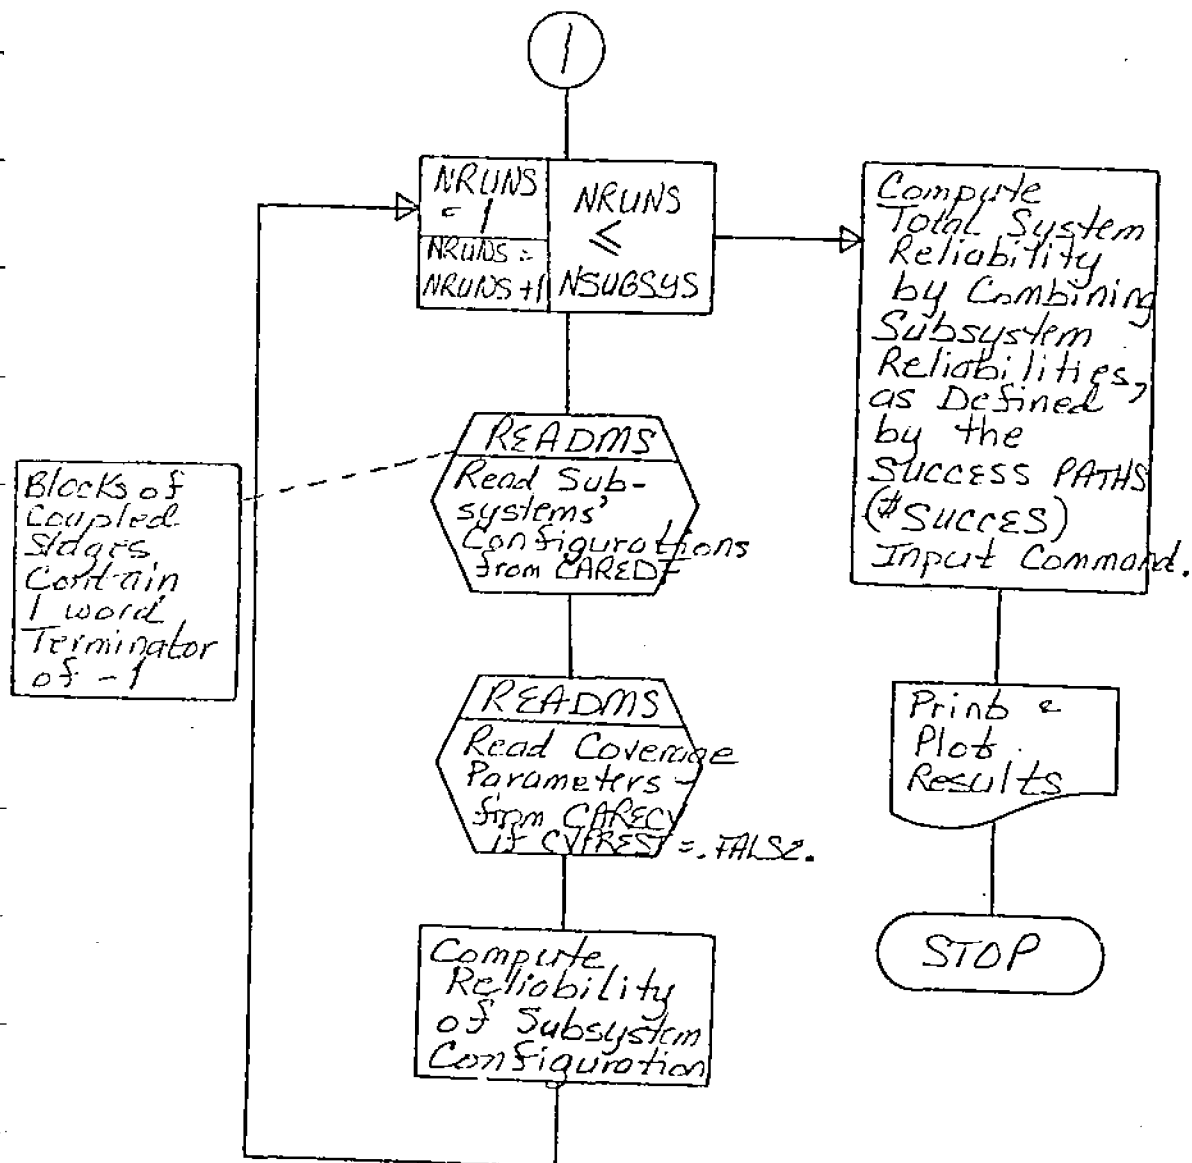 1
NRUNS
= 1
NRUNS =
NRUNS +1
NRUNS
≤
NSUBSYS
Compute
Total System
Reliability
by Combining
Subsystem
Reliabilities,
as Defined
by the
SUCCESS PATHS
(#SUCCES)
Input Command.
READMS
Read Sub-
systems'
Configurations
from CAREDF
Blocks of
Coupled
Stages
Contain
1 word
Terminator
of -1
READMS
Read Coverage
Parameters
from CARECV
if CVPREST = .FALSE.
Print &
Plot
Results
Compute
Reliability
of Subsystem
Configuration
STOP